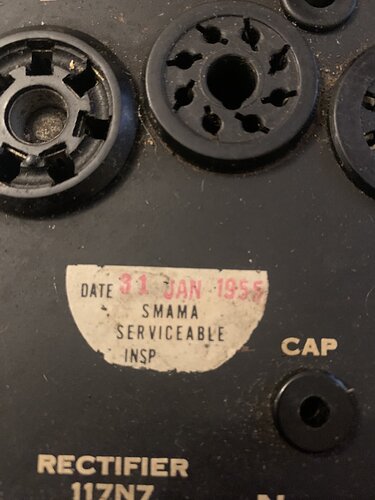 DATE 31 JAN 1955
SMAMA
SERVICEABLE
INSP
CAP
RECTIFIER
117N7